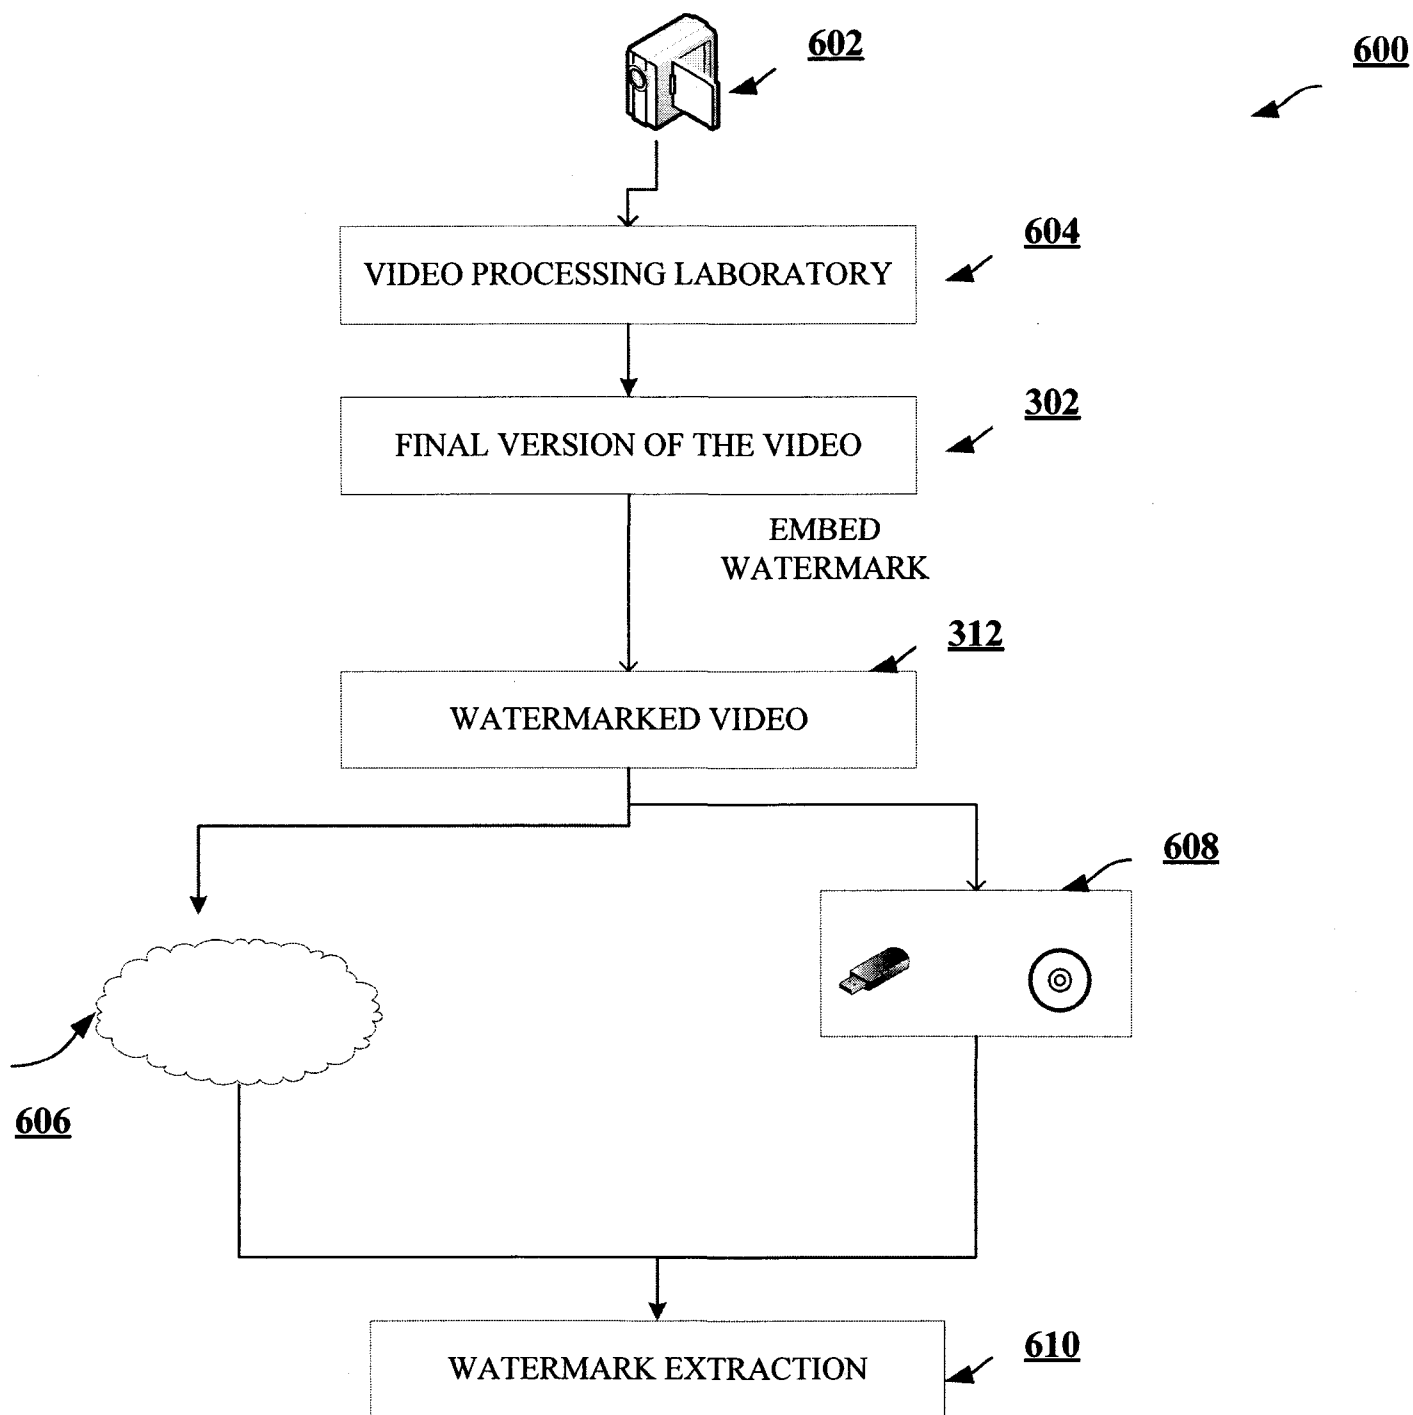 602
600
604
VIDEO PROCESSING LABORATORY
302
FINAL VERSION OF THE VIDEO
EMBED
WATERMARK
312
WATERMARKED VIDEO
608
606
610
WATERMARK EXTRACTION